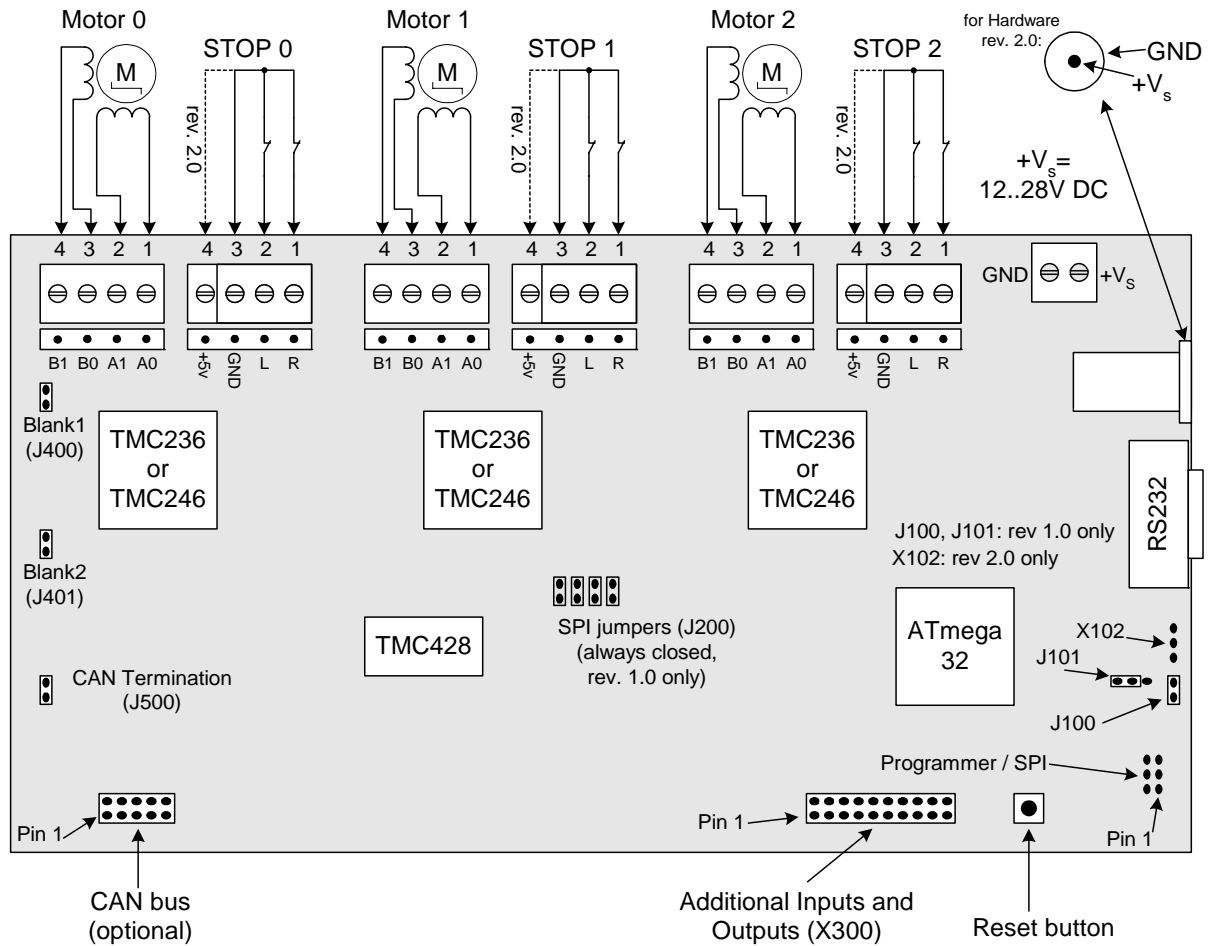 Motor 0
Motor 1
Motor 2
for Hardware
rev. 2.0:
STOP 0
STOP 1
STOP 2
GND
+Vs
M
M
M
rev. 2.0
rev. 2.0
rev. 2.0
+Vs=
12..28V DC
4 3 2 1
4 3 2 1
4 3 2 1
4 3 2 1
4 3 2 1
4 3 2 1
GND
+VS
B1 B0 A1 A0
+5v GND L R
B1 B0 A1 A0
+5v GND L R
B1 B0 A1 A0
+5v GND L R
Blank1
(J400)
TMC236
or
TMC246
TMC236
or
TMC246
TMC236
or
TMC246
RS232
J100, J101: rev 1.0 only
X102: rev 2.0 only
Blank2
(J401)
TMC428
SPI jumpers (J200)
(always closed,
rev. 1.0 only)
ATmega
32
X102
J101
CAN Termination
(J500)
J100
Programmer / SPI
Pin 1
Pin 1
Pin 1
CAN bus
(optional)
Additional Inputs and
Outputs (X300)
Reset button